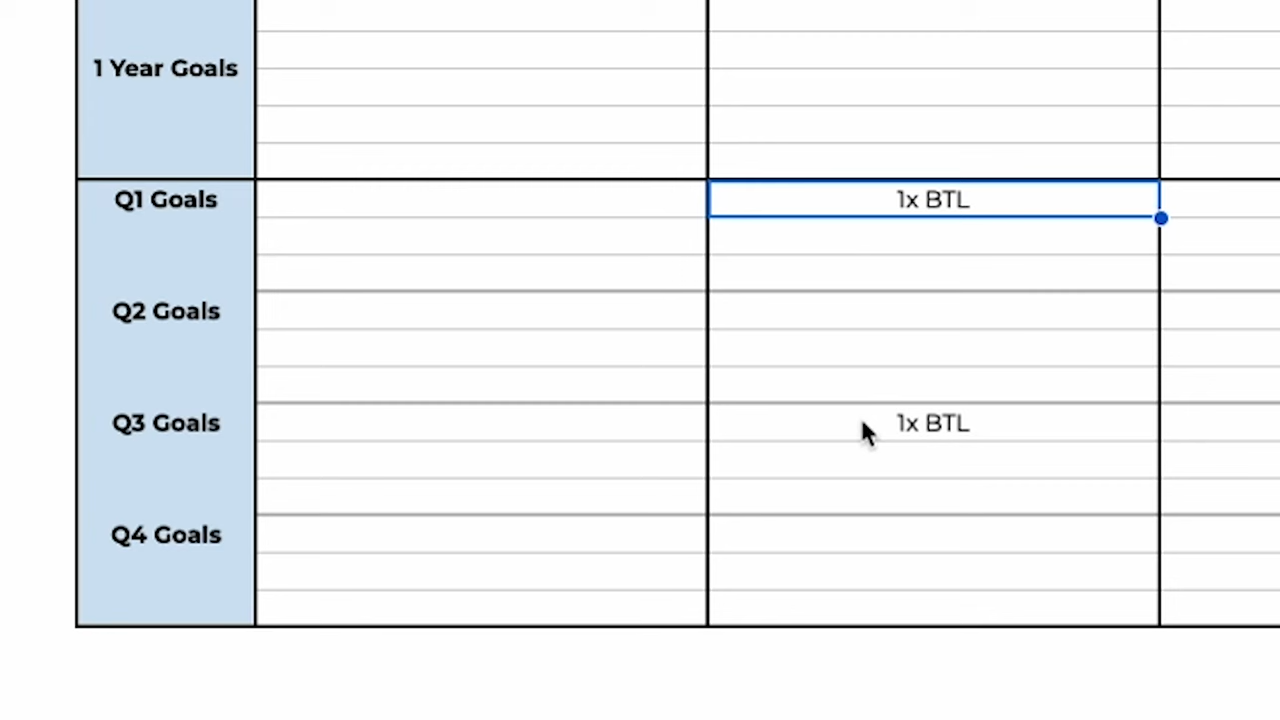 1 Year Goals
Q1 Goals 1x BTL
Q2 Goals
Q3 Goals 1x BTL
Q4 Goals